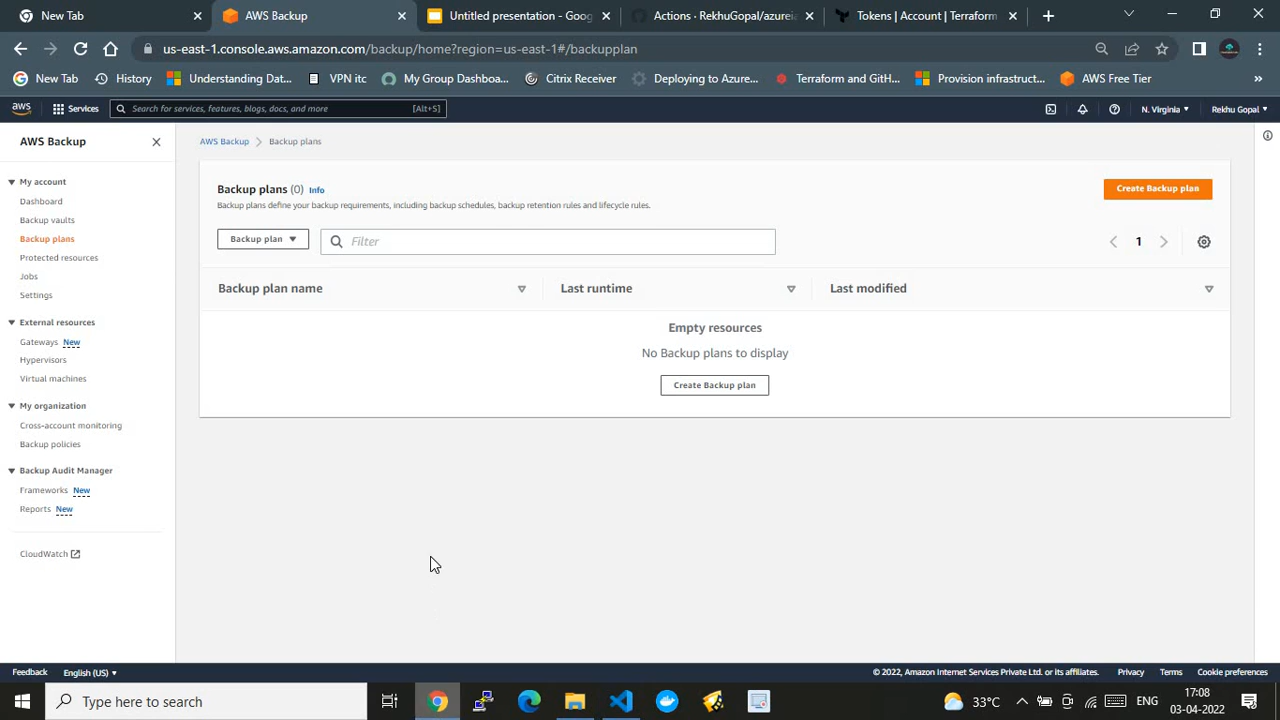 New Tab
AWS Backup
Untitled presentation - Goog
Actions · RekhuGopal/azureia
Tokens | Account | Terraform
us-east-1.console.aws.amazon.com/backup/home?region=us-east-1#/backupplan
New Tab
History
Understanding Dat...
VPN itc
My Group Dashboa...
Citrix Receiver
Deploying to Azure...
Terraform and GitH...
Provision infrastruct...
AWS Free Tier
»
aws
Services
Search for services, features, blogs, docs, and more
[Alt+S]
N. Virginia
Rekhu Gopal
AWS Backup
My account
Dashboard
Backup vaults
Backup plans
Protected resources
Jobs
Settings
External resources
Gateways New
Hypervisors
Virtual machines
My organization
Cross-account monitoring
Backup policies
Backup Audit Manager
Frameworks New
Reports New
CloudWatch
AWS Backup
Backup plans
Backup plans (0) Info
Backup plans define your backup requirements, including backup schedules, backup retention rules and lifecycle rules.
Create Backup plan
Backup plan
Filter
1
Backup plan name
Last runtime
Last modified
Empty resources
No Backup plans to display
Create Backup plan
Feedback
English (US)
© 2022, Amazon Internet Services Private Ltd. or its affiliates.
Privacy
Terms
Cookie preferences
Type here to search
33°C
ENG
17:08
03-04-2022